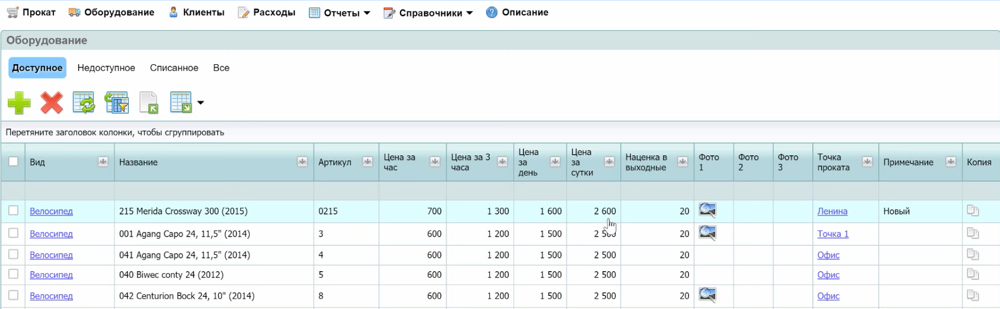 Прокат Оборудование Клиенты Расходы Отчеты Справочники Описание
Оборудование
Доступное Недоступное Списанное Все
Перетяните заголовок колонки, чтобы сгруппировать
Вид Название Артикул Цена за час Цена за 3 часа Цена за день Цена за сутки Наценка в выходные Фото 1 Фото 2 Фото 3 Точка проката Примечание Копия
Велосипед 215 Merida Crossway 300 (2015) 0215 700 1 300 1 600 2 600 20 Ленина Новый
Велосипед 001 Agang Capo 24, 11,5" (2014) 3 600 1 200 1 500 2 500 20 Точка 1
Велосипед 041 Agang Capo 24, 11,5" (2014) 4 600 1 200 1 500 2 500 20 Офис
Велосипед 040 Biwec conty 24 (2012) 5 600 1 200 1 500 2 500 20 Офис
Велосипед 042 Centurion Bock 24, 10" (2014) 8 600 1 200 1 500 2 500 20 Офис